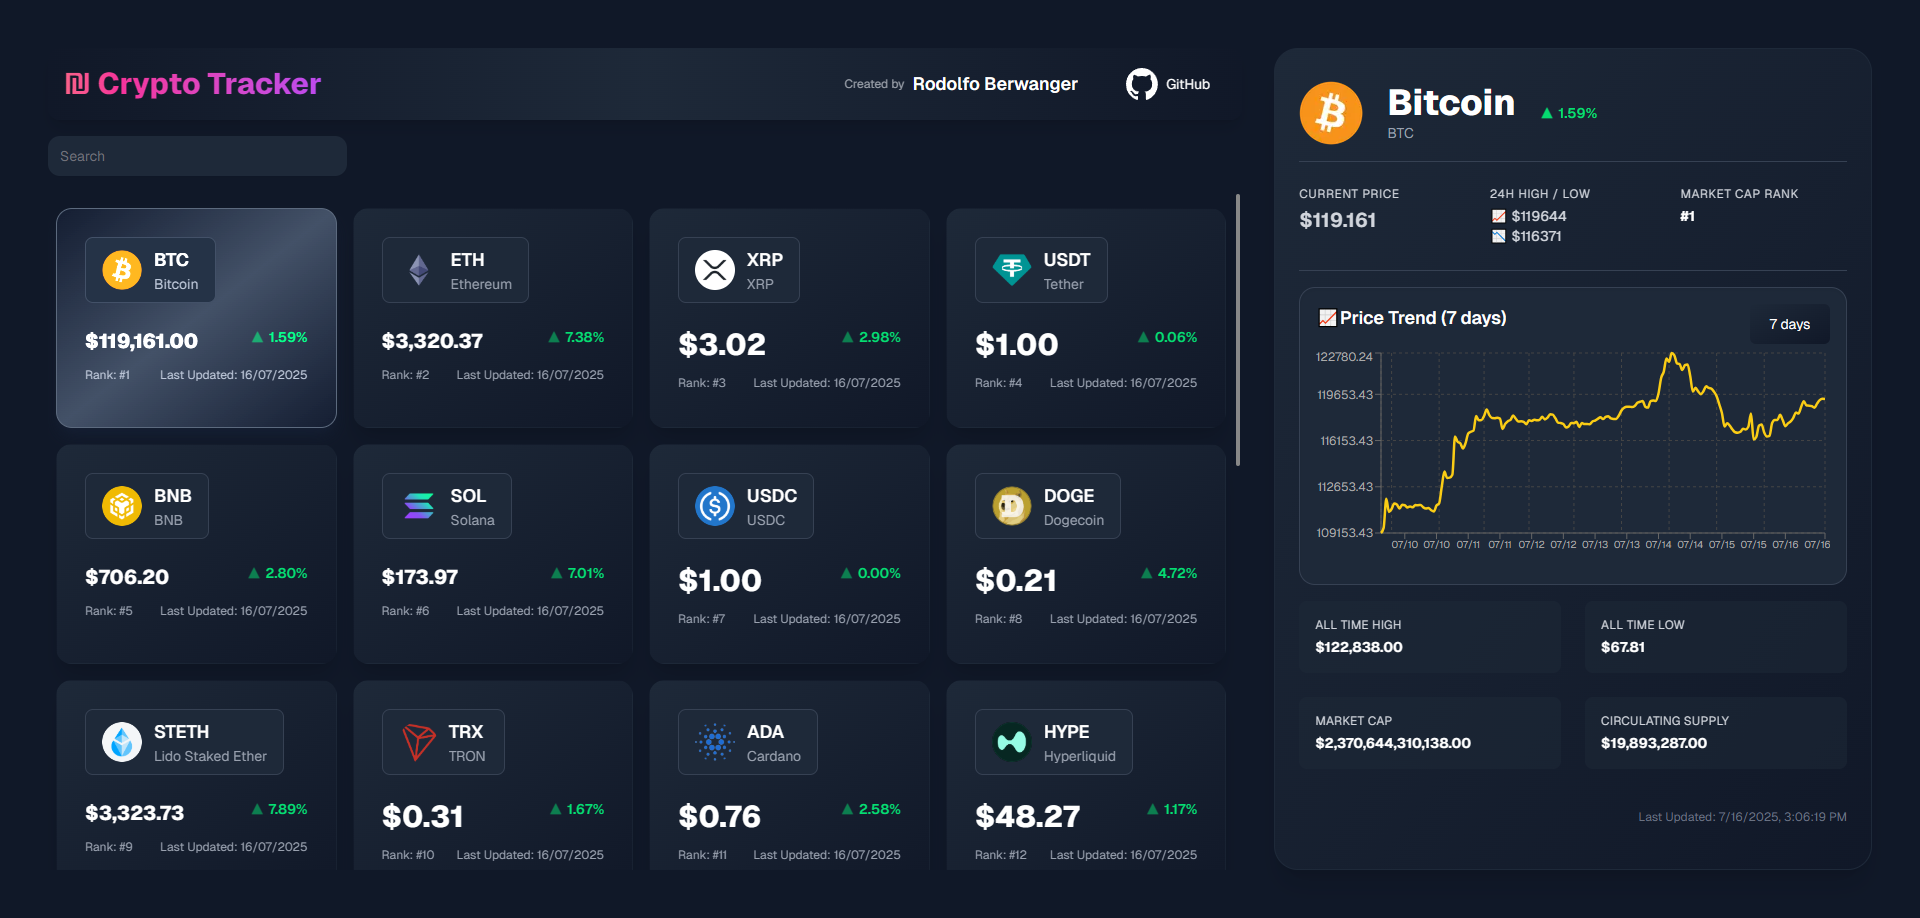 ₪ Crypto Tracker
Created by Rodolfo Berwanger
GitHub
Search
BTC
Bitcoin
$119,161.00 ▲ 1.59%
Rank: #1 Last Updated: 16/07/2025
ETH
Ethereum
$3,320.37 ▲ 7.38%
Rank: #2 Last Updated: 16/07/2025
XRP
XRP
$3.02 ▲ 2.98%
Rank: #3 Last Updated: 16/07/2025
USDT
Tether
$1.00 ▲ 0.06%
Rank: #4 Last Updated: 16/07/2025
BNB
BNB
$706.20 ▲ 2.80%
Rank: #5 Last Updated: 16/07/2025
SOL
Solana
$173.97 ▲ 7.01%
Rank: #6 Last Updated: 16/07/2025
USDC
USDC
$1.00 ▲ 0.00%
Rank: #7 Last Updated: 16/07/2025
DOGE
Dogecoin
$0.21 ▲ 4.72%
Rank: #8 Last Updated: 16/07/2025
STETH
Lido Staked Ether
$3,323.73 ▲ 7.89%
Rank: #9 Last Updated: 16/07/2025
TRX
TRON
$0.31 ▲ 1.67%
Rank: #10 Last Updated: 16/07/2025
ADA
Cardano
$0.76 ▲ 2.58%
Rank: #11 Last Updated: 16/07/2025
HYPE
Hyperliquid
$48.27 ▲ 1.17%
Rank: #12 Last Updated: 16/07/2025
Bitcoin ▲ 1.59%
BTC
CURRENT PRICE
$119.161
24H HIGH / LOW
📈 $119644
📉 $116371
MARKET CAP RANK
#1
📈 Price Trend (7 days)
7 days
122780.24
119653.43
116153.43
112653.43
109153.43
07/10 07/10 07/11 07/11 07/12 07/12 07/13 07/13 07/14 07/14 07/15 07/15 07/16 07/16
ALL TIME HIGH
$122,838.00
ALL TIME LOW
$67.81
MARKET CAP
$2,370,644,310,138.00
CIRCULATING SUPPLY
$19,893,287.00
Last Updated: 7/16/2025, 3:06:19 PM